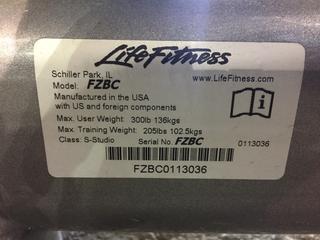 LifeFitness
Schiller Park, IL
www.LifeFitness.com
Model: FZBC
Manufactured in the USA
with US and foreign components
Max. User Weight: 300lb 136kgs
Max. Training Weight: 205lbs 102.5kgs
Class: S-Studio Serial No. FZBC 0113036
FZBC0113036